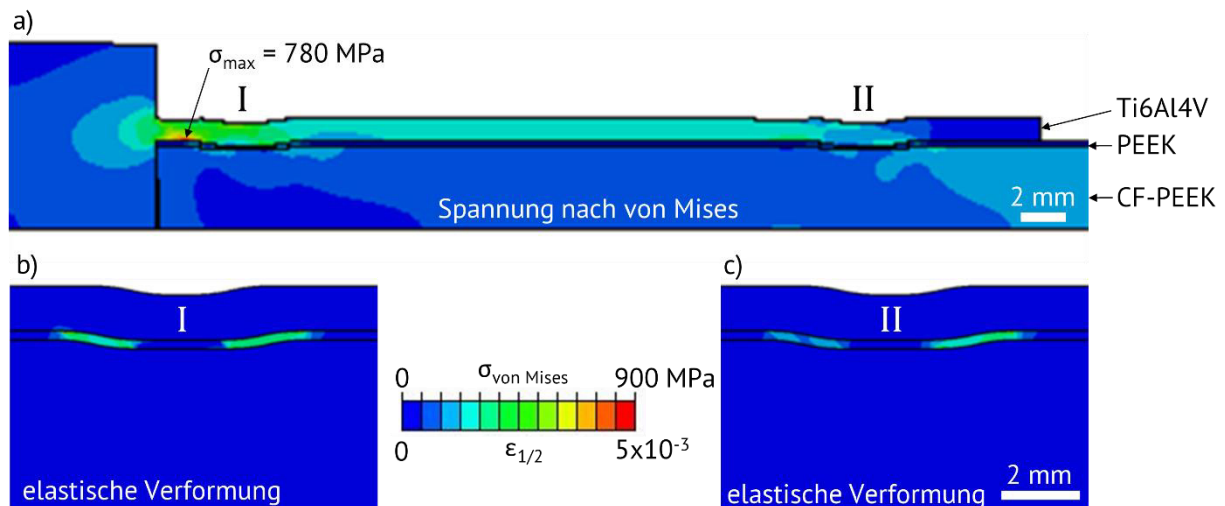 a)
σmax = 780 MPa
I
II
Ti6Al4V
PEEK
CF-PEEK
Spannung nach von Mises
2 mm
b)
I
elastische Verformung
0 σvon Mises 900 MPa
0 ε1/2 5x10⁻³
c)
II
elastische Verformung
2 mm